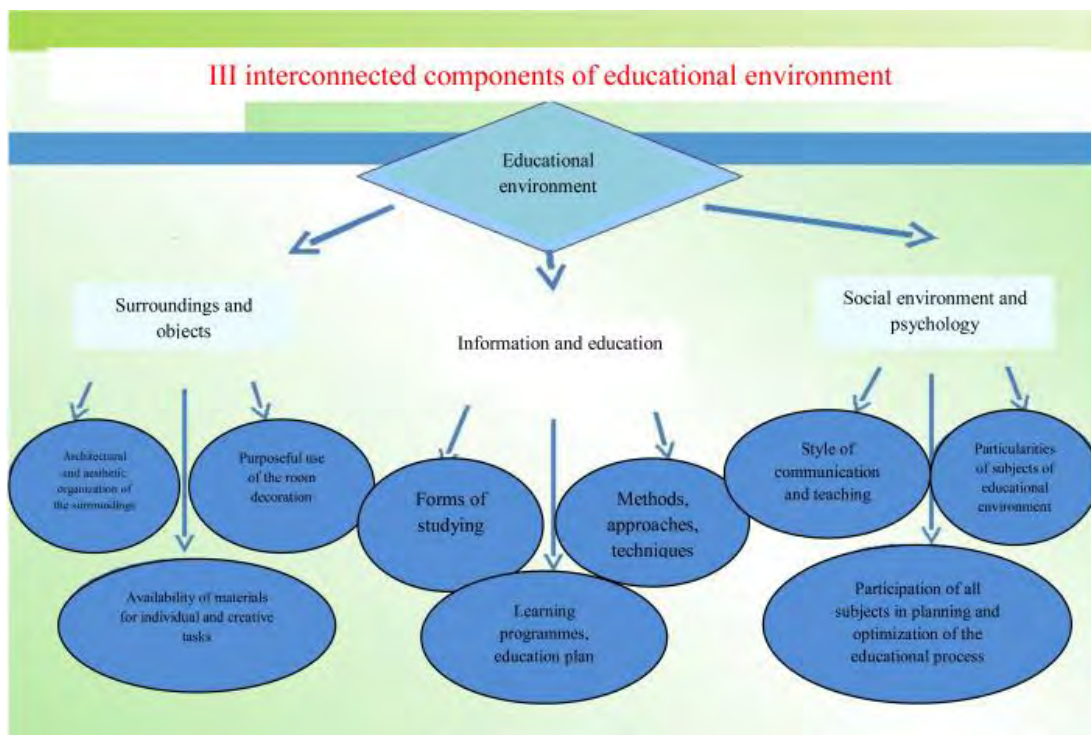 III interconnected components of educational environment
Educational
environment
Surroundings and
objects
Information and education
Social environment and
psychology
Architectural
and aesthetic
organization of
the surroundings
Purposeful use
of the room
decoration
Availability of materials
for individual and creative
tasks
Forms of
studying
Methods,
approaches,
techniques
Learning
programmes,
education plan
Style of
communication
and teaching
Particularities
of subjects of
educational
environment
Participation of all
subjects in planning and
optimization of the
educational process